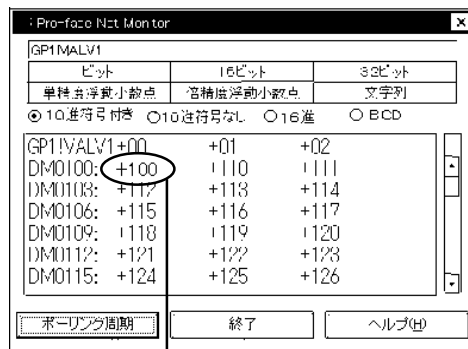 Pro-face Net Monitor
GP1MALV1
ビット 16ビット 32ビット
単精度浮動小数点 倍精度浮動小数点 文字列
10進符号付き 10進符号なし 16進 BCD
GP1!VALV1+00 +01 +02
DM0100: +100 +110 +111
DM0103: +112 +113 +114
DM0106: +115 +116 +117
DM0109: +118 +119 +120
DM0112: +121 +122 +123
DM0115: +124 +125 +126
ポーリング周期 終了 ヘルプ(H)